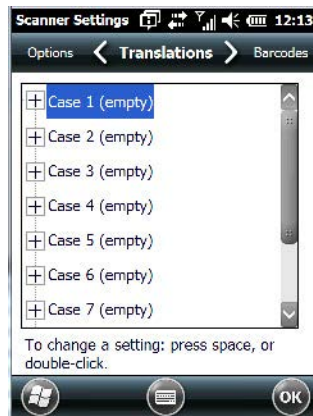 Scanner Settings 12:13
Options Translations Barcodes
Case 1 (empty)
Case 2 (empty)
Case 3 (empty)
Case 4 (empty)
Case 5 (empty)
Case 6 (empty)
Case 7 (empty)
To change a setting: press space, or
double-click.
OK